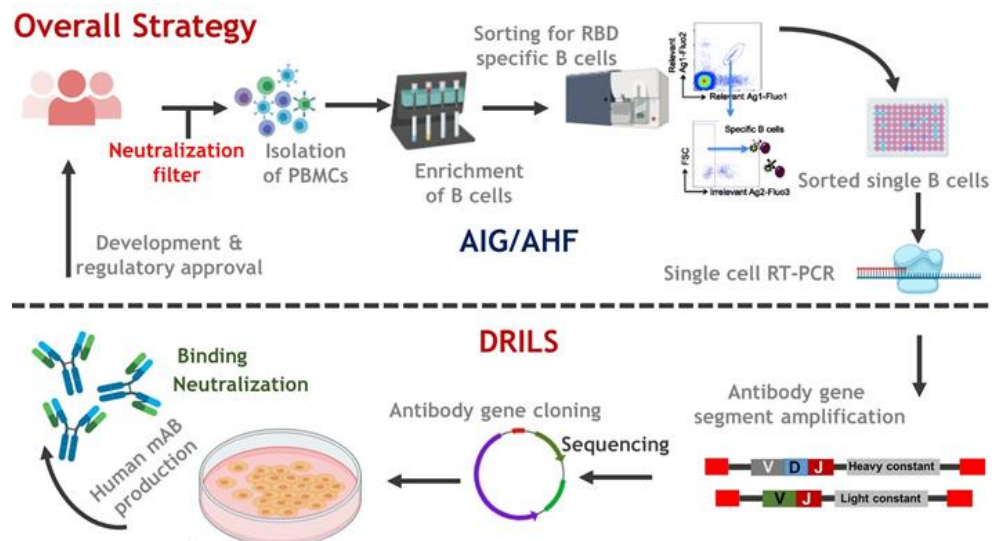 Overall Strategy
Sorting for RBD
specific B cells
Relevant
Ag1-Fluo2
Relevant Ag1-Fluo1
Neutralization
filter
Isolation
of PBMCs
Enrichment
of B cells
Specific B cells
FSC
Irrelevant Ag2-Fluo3
Sorted single B cells
Development &
regulatory approval
AIG/AHF
Single cell RT-PCR
DRILS
Binding
Neutralization
Antibody gene
segment amplification
Antibody gene cloning
Sequencing
Human mAB
production
V D J Heavy constant
V J Light constant